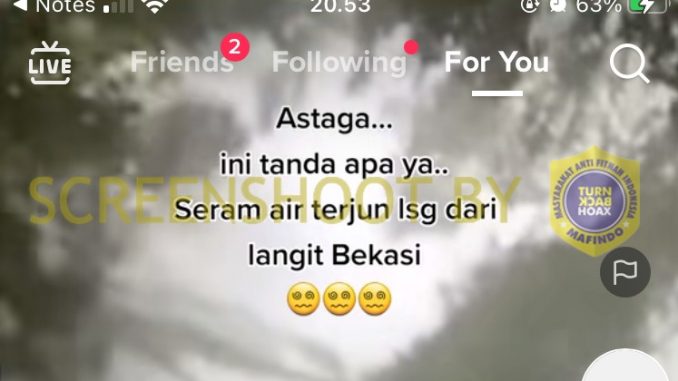 Notes
20.53
63%
LIVE
Friends 2
Following
For You
Astaga...
ini tanda apa ya..
Seram air terjun lsg dari
langit Bekasi
SCREENSHOOT BY
MASYARAKAT ANTI FITNAH INDONESIA
TURN
BACK
HOAX
MAFINDO